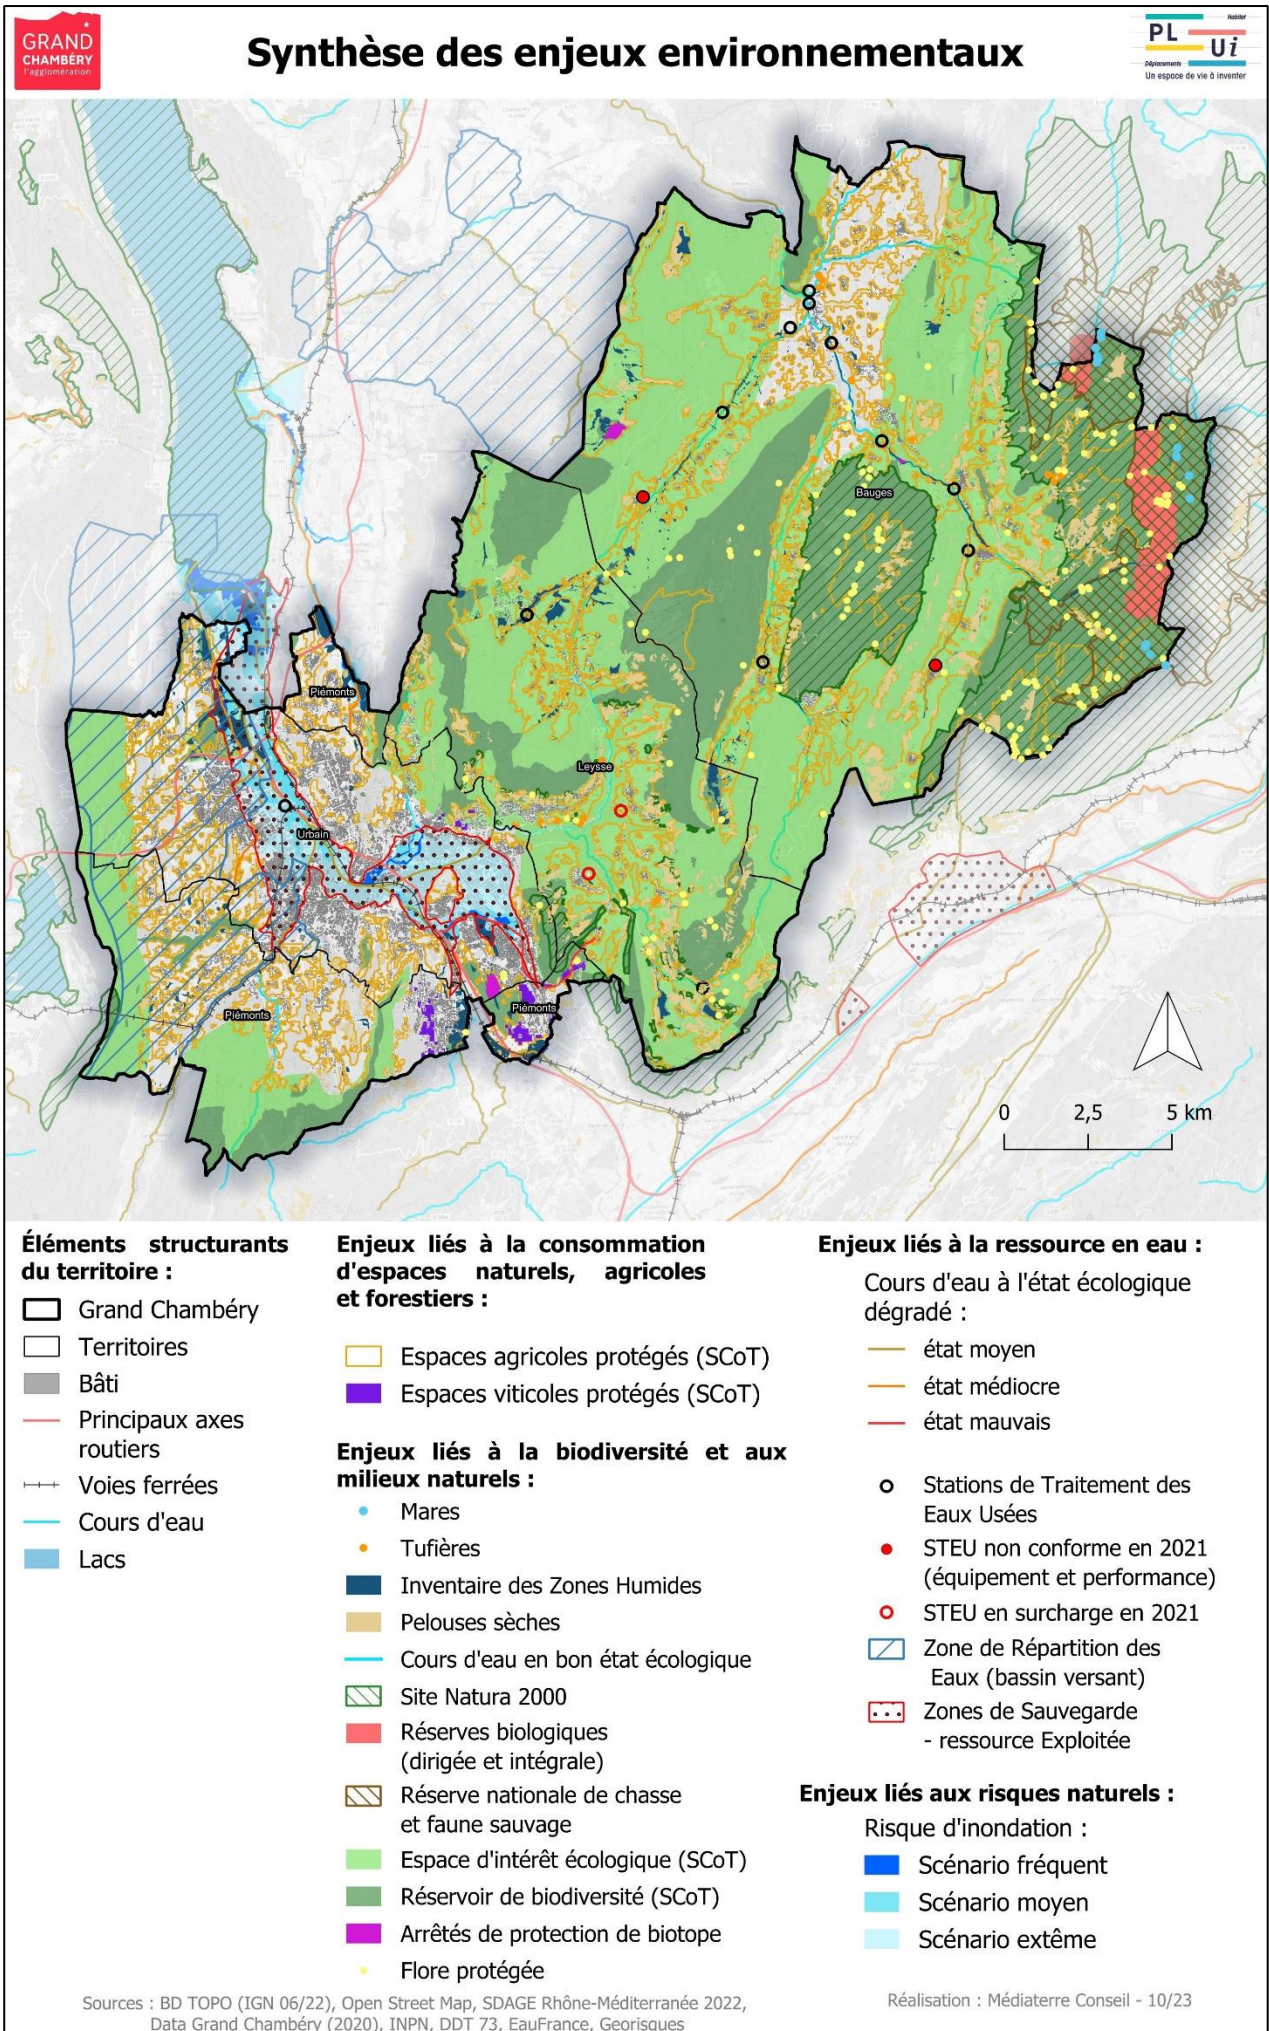 GRAND
CHAMBÉRY
l'agglomération
Synthèse des enjeux environnementaux
Habitat
PL
Ui
Déplacements
Un espace de vie à inventer
Bauges
Piémonts
Leysse
Urbain
Piémonts
Piémonts
0 2,5 5 km
Éléments structurants
du territoire :
Grand Chambéry
Territoires
Bâti
Principaux axes
routiers
Voies ferrées
Cours d'eau
Lacs
Enjeux liés à la consommation
d'espaces naturels, agricoles
et forestiers :
Espaces agricoles protégés (SCoT)
Espaces viticoles protégés (SCoT)
Enjeux liés à la biodiversité et aux
milieux naturels :
Mares
Tufières
Inventaire des Zones Humides
Pelouses sèches
Cours d'eau en bon état écologique
Site Natura 2000
Réserves biologiques
(dirigée et intégrale)
Réserve nationale de chasse
et faune sauvage
Espace d'intérêt écologique (SCoT)
Réservoir de biodiversité (SCoT)
Arrêtés de protection de biotope
Flore protégée
Enjeux liés à la ressource en eau :
Cours d'eau à l'état écologique
dégradé :
état moyen
état médiocre
état mauvais
Stations de Traitement des
Eaux Usées
STEU non conforme en 2021
(équipement et performance)
STEU en surcharge en 2021
Zone de Répartition des
Eaux (bassin versant)
Zones de Sauvegarde
- ressource Exploitée
Enjeux liés aux risques naturels :
Risque d'inondation :
Scénario fréquent
Scénario moyen
Scénario extême
Sources : BD TOPO (IGN 06/22), Open Street Map, SDAGE Rhône-Méditerranée 2022,
Data Grand Chambéry (2020), INPN, DDT 73, EauFrance, Georisques
Réalisation : Médiaterre Conseil - 10/23